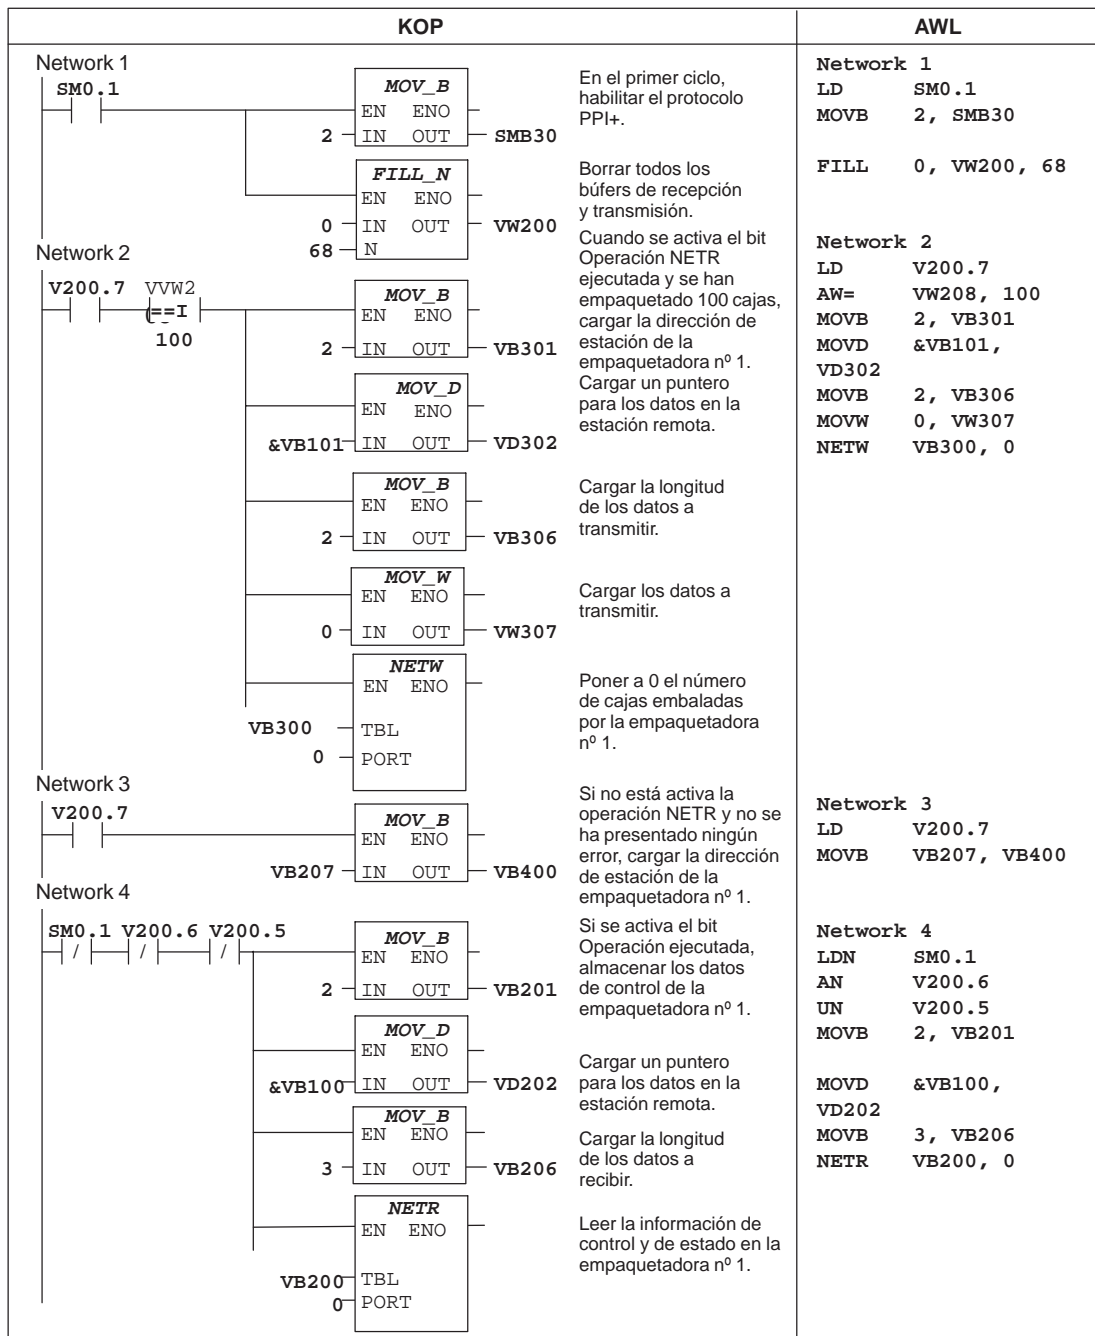 KOP
AWL
Network 1
SM0.1
MOV_B
EN ENO
2 IN OUT SMB30
En el primer ciclo,
habilitar el protocolo
PPI+.
FILL_N
EN ENO
0 IN OUT VW200
68 N
Borrar todos los
búfers de recepción
y transmisión.
Network 1
LD SM0.1
MOVB 2, SMB30
FILL 0, VW200, 68
Network 2
V200.7 VVW2
==I
100
MOV_B
EN ENO
2 IN OUT VB301
Cuando se activa el bit
Operación NETR
ejecutada y se han
empaquetado 100 cajas,
cargar la dirección de
estación de la
empaquetadora nº 1.
MOV_D
EN ENO
&VB101 IN OUT VD302
Cargar un puntero
para los datos en la
estación remota.
MOV_B
EN ENO
2 IN OUT VB306
Cargar la longitud
de los datos a
transmitir.
MOV_W
EN ENO
0 IN OUT VW307
Cargar los datos a
transmitir.
NETW
EN ENO
VB300 TBL
0 PORT
Poner a 0 el número
de cajas embaladas
por la empaquetadora
nº 1.
Network 2
LD V200.7
AW= VW208, 100
MOVB 2, VB301
MOVD &VB101,
VD302
MOVB 2, VB306
MOVW 0, VW307
NETW VB300, 0
Network 3
V200.7
MOV_B
EN ENO
VB207 IN OUT VB400
Si no está activa la
operación NETR y no se
ha presentado ningún
error, cargar la dirección
de estación de la
empaquetadora nº 1.
Network 3
LD V200.7
MOVB VB207, VB400
Network 4
SM0.1 V200.6 V200.5
/ / /
MOV_B
EN ENO
2 IN OUT VB201
Si se activa el bit
Operación ejecutada,
almacenar los datos
de control de la
empaquetadora nº 1.
MOV_D
EN ENO
&VB100 IN OUT VD202
Cargar un puntero
para los datos en la
estación remota.
MOV_B
EN ENO
3 IN OUT VB206
Cargar la longitud
de los datos a
recibir.
NETR
EN ENO
VB200 TBL
0 PORT
Leer la información de
control y de estado en la
empaquetadora nº 1.
Network 4
LDN SM0.1
AN V200.6
UN V200.5
MOVB 2, VB201
MOVD &VB100,
VD202
MOVB 3, VB206
NETR VB200, 0